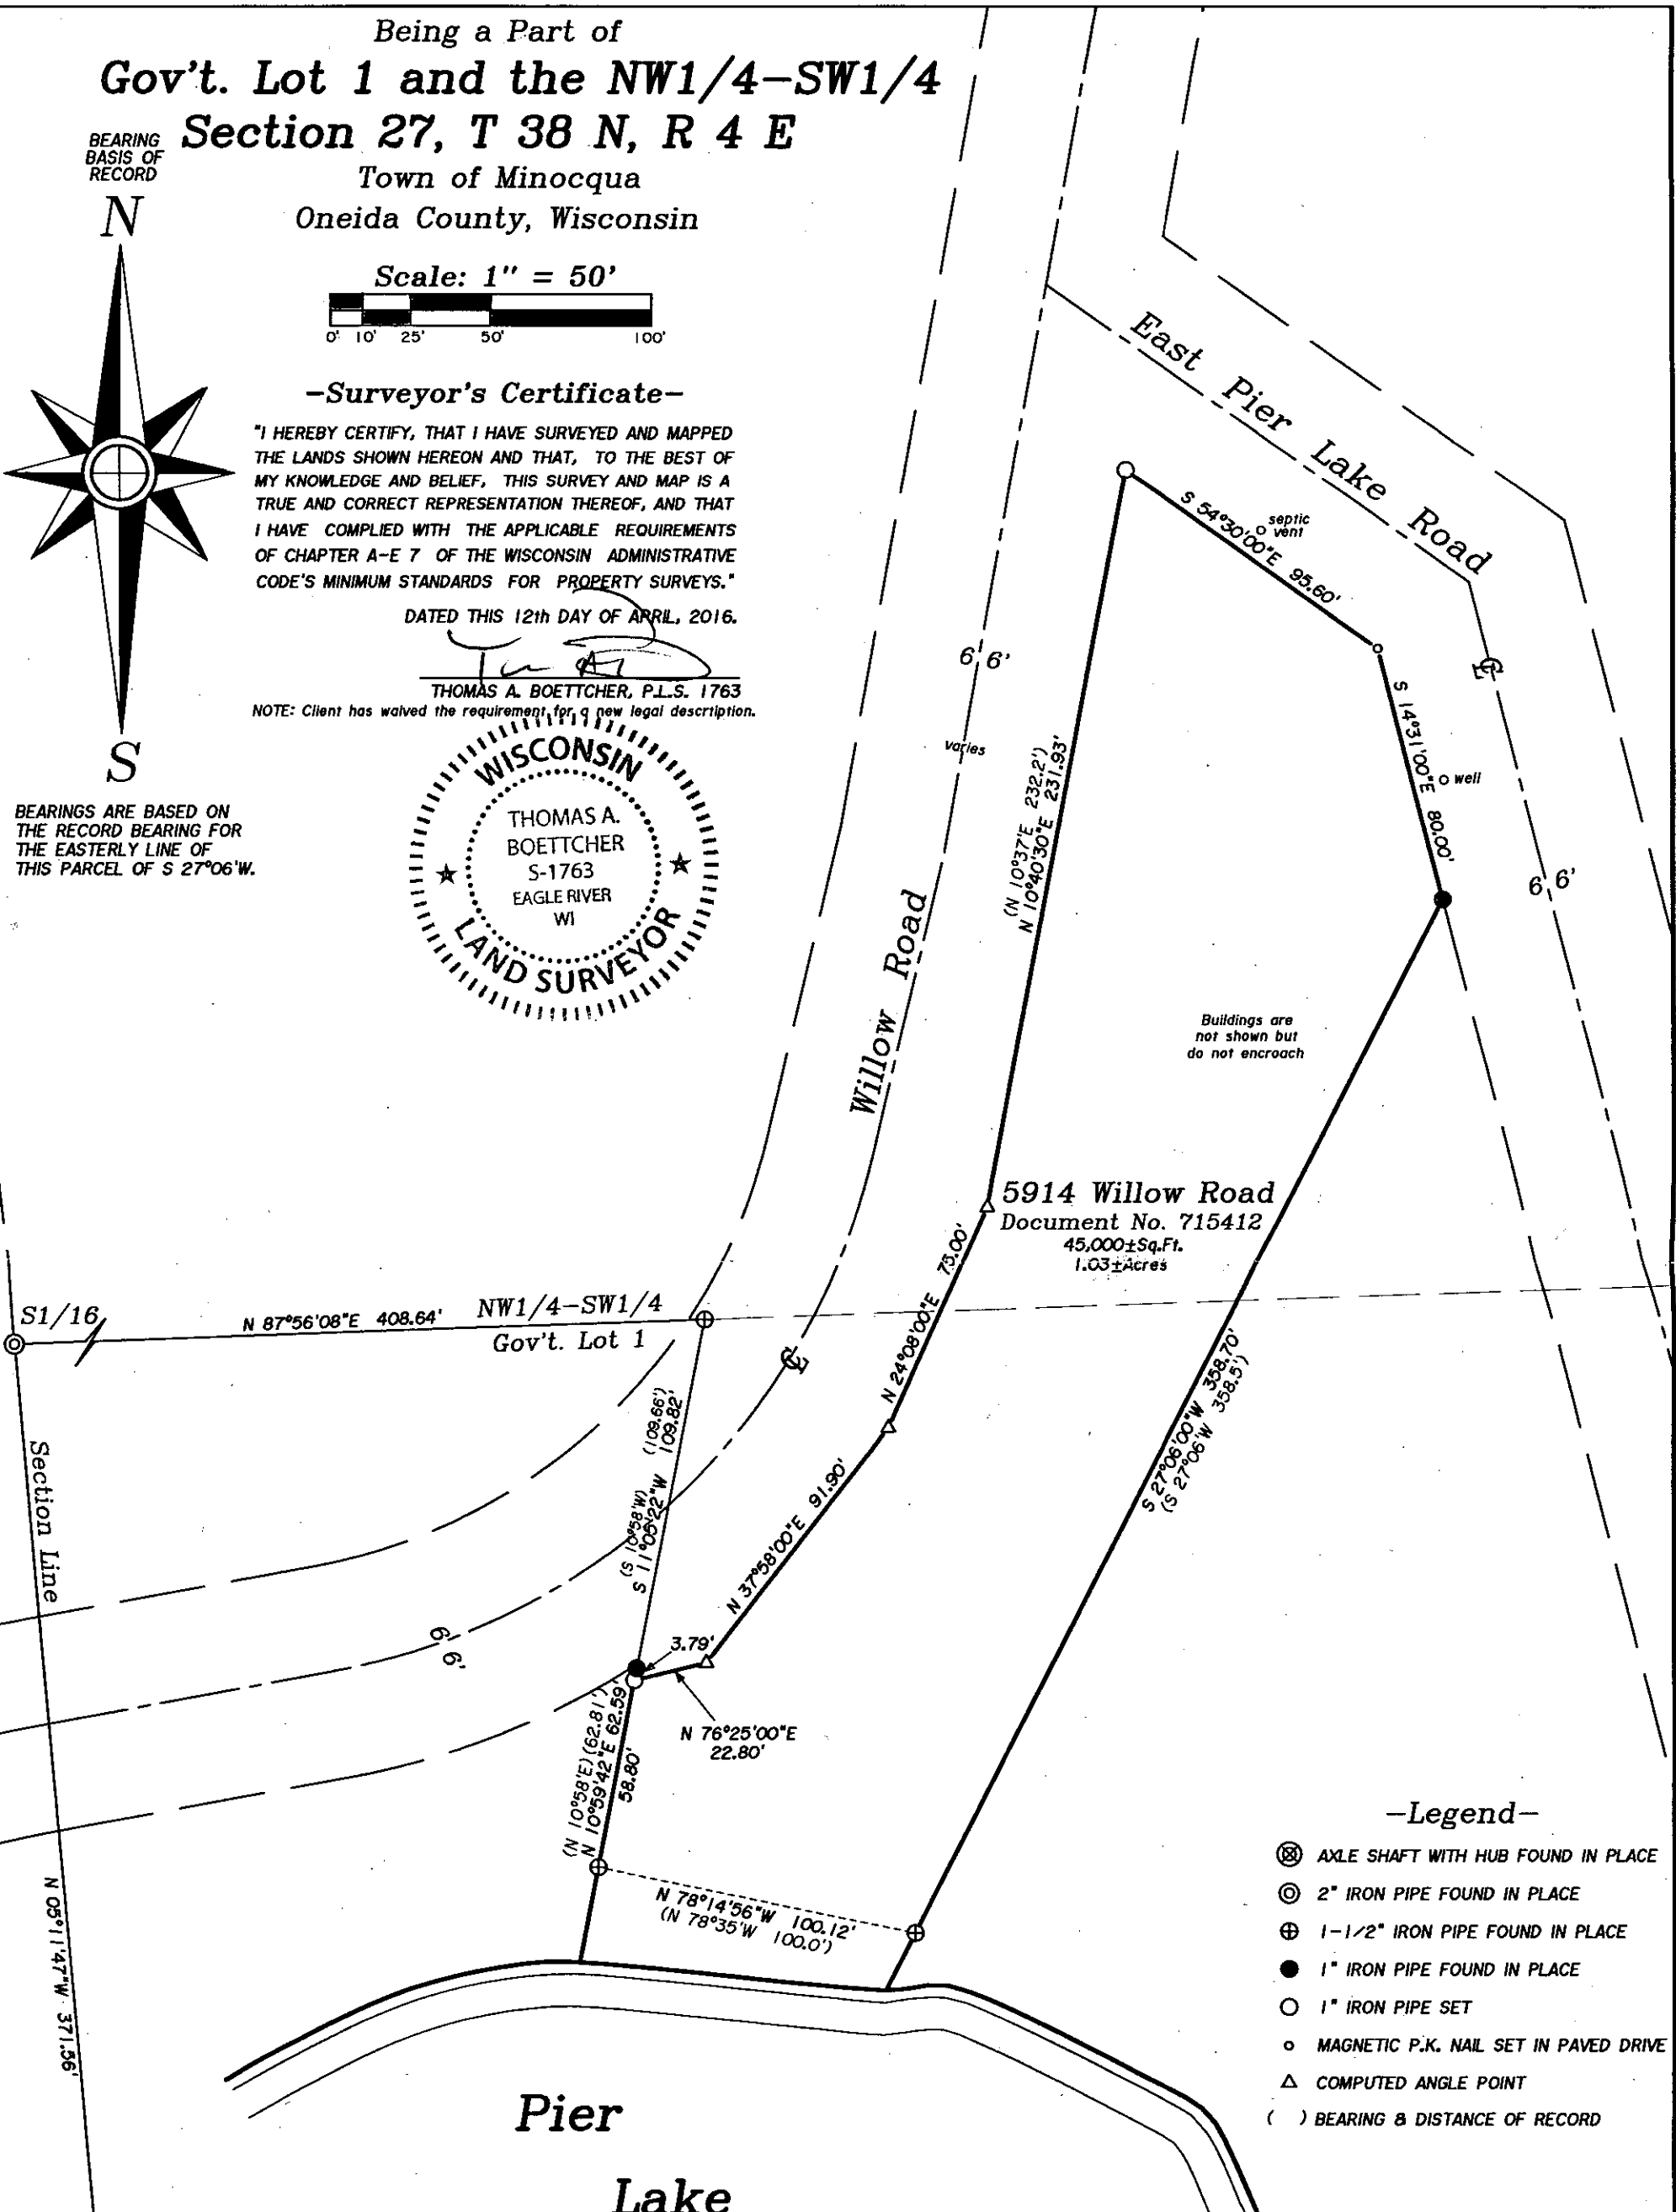 Being a Part of
Gov't. Lot 1 and the NW1/4-SW1/4
Section 27, T 38 N, R 4 E
Town of Minocqua
Oneida County, Wisconsin
BEARING
BASIS OF
RECORD
N
S
Scale: 1" = 50'
0' 10' 25' 50' 100'
-Surveyor's Certificate-
"I HEREBY CERTIFY, THAT I HAVE SURVEYED AND MAPPED
THE LANDS SHOWN HEREON AND THAT, TO THE BEST OF
MY KNOWLEDGE AND BELIEF, THIS SURVEY AND MAP IS A
TRUE AND CORRECT REPRESENTATION THEREOF, AND THAT
I HAVE COMPLIED WITH THE APPLICABLE REQUIREMENTS
OF CHAPTER A-E 7 OF THE WISCONSIN ADMINISTRATIVE
CODE'S MINIMUM STANDARDS FOR PROPERTY SURVEYS."
DATED THIS 12th DAY OF APRIL, 2016.
THOMAS A. BOETTCHER, P.L.S. 1763
NOTE: Client has waived the requirement for a new legal description.
WISCONSIN
THOMAS A.
BOETTCHER
S-1763
EAGLE RIVER
WI
LAND SURVEYOR
BEARINGS ARE BASED ON
THE RECORD BEARING FOR
THE EASTERLY LINE OF
THIS PARCEL OF S 27°06'W.
East Pier Lake Road
S 54°30'00"E 95.60'
septic
vent
S 14°31'00"E 80.00'
well
66'
66'
varies
(N 10°37'E 232.2')
N 10°40'30"E 231.93'
Willow Road
Buildings are
not shown but
do not encroach
5914 Willow Road
Document No. 715412
45,000±Sq.Ft.
1.03±Acres
N 24°08'00"E 75.00'
S1/16
N 87°56'08"E 408.64'
NW1/4-SW1/4
Gov't. Lot 1
(109.66')
109.82'
(S 10°58'W)
S 11°05'22"W
N 37°58'00"E 91.90'
S 27°06'00"W 358.70'
(S 27°06'W 358.5')
Section Line
66'
3.79'
N 76°25'00"E
22.80'
(N 10°58'E)(62.81')
N 10°59'42"E 62.59'
58.80'
N 78°14'56"W 100.12'
(N 78°35'W 100.0')
N 05°11'47"W 371.56'
Pier
Lake
-Legend-
AXLE SHAFT WITH HUB FOUND IN PLACE
2" IRON PIPE FOUND IN PLACE
1-1/2" IRON PIPE FOUND IN PLACE
1" IRON PIPE FOUND IN PLACE
1" IRON PIPE SET
MAGNETIC P.K. NAIL SET IN PAVED DRIVE
COMPUTED ANGLE POINT
( ) BEARING & DISTANCE OF RECORD